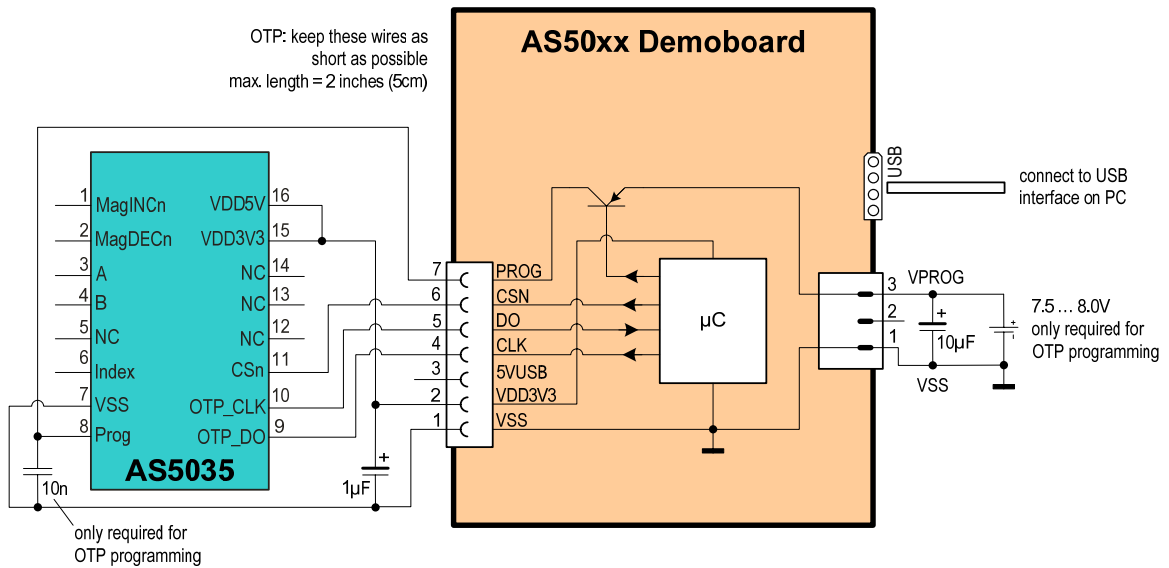 AS50xx Demoboard
OTP: keep these wires as
short as possible
max. length = 2 inches (5cm)
USB
connect to USB
interface on PC
1
MagINCn
VDD5V
16
2
MagDECn
VDD3V3
15
3
A
NC
14
4
B
NC
13
5
NC
NC
12
6
Index
CSn
11
7
VSS
OTP_CLK
10
8
Prog
OTP_DO
9
AS5035
10n
only required for
OTP programming
1µF
+
7
PROG
6
CSN
5
DO
4
CLK
3
5VUSB
2
VDD3V3
1
VSS
µC
3
VPROG
2
1
VSS
+
10µF
+
-
7.5 ... 8.0V
only required for
OTP programming